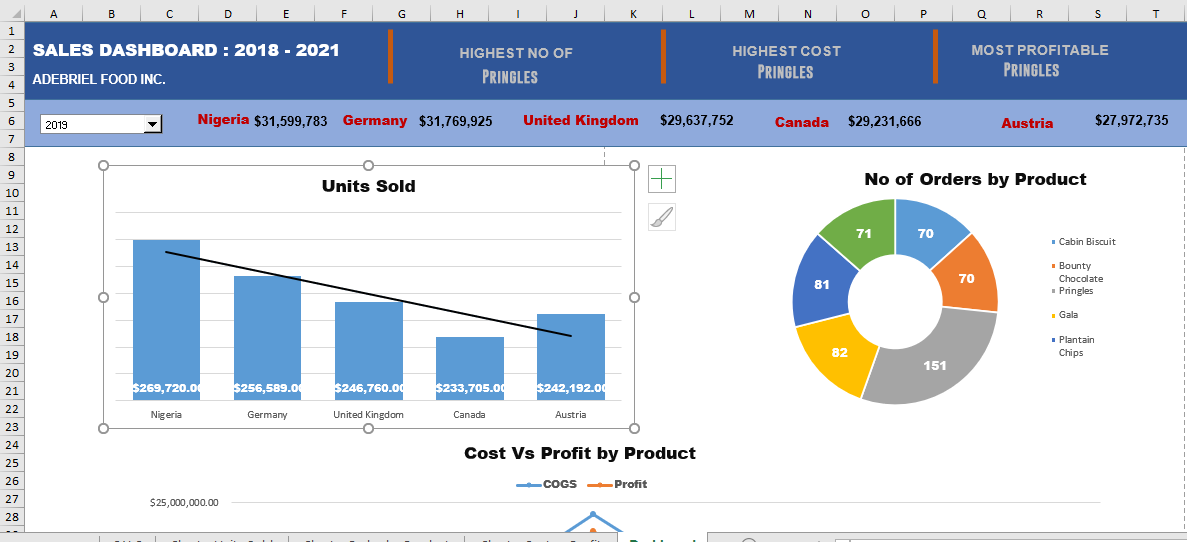 A B C D E F G H I J K L M N O P Q R S T
1
2
3
4
5
6
7
8
9
10
11
12
13
14
15
16
17
18
19
20
21
22
23
24
25
26
27
28
SALES DASHBOARD : 2018 - 2021
ADEBRIEL FOOD INC.
HIGHEST NO OF
PRINGLES
HIGHEST COST
PRINGLES
MOST PROFITABLE
PRINGLES
2019
Nigeria $31,599,783 Germany $31,769,925 United Kingdom $29,637,752 Canada $29,231,666 Austria $27,972,735
Units Sold
$269,720.00 $256,589.00 $246,760.00 $233,705.00 $242,192.00
Nigeria Germany United Kingdom Canada Austria
No of Orders by Product
71 70
70
81
82
151
Cabin Biscuit
Bounty
Chocolate
Pringles
Gala
Plantain
Chips
Cost Vs Profit by Product
COGS Profit
$25,000,000.00